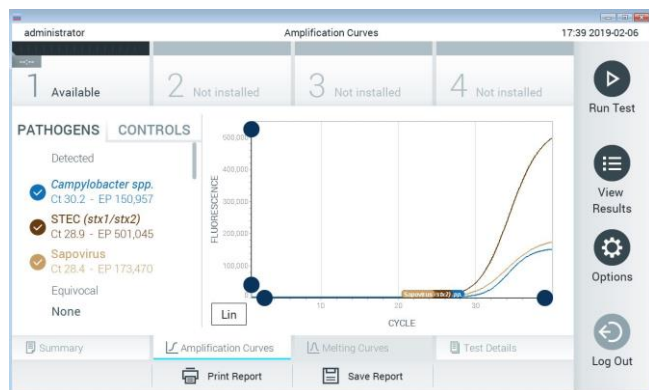 administrator
Amplification Curves
17:39 2019-02-06
--:--
1 Available
2 Not installed
3 Not installed
4 Not installed
Run Test
PATHOGENS CONTROLS
Detected
Campylobacter spp.
Ct 30.2 - EP 150,957
STEC (stx1/stx2)
Ct 28.9 - EP 501,045
Sapovirus
Ct 28.4 - EP 173,470
Equivocal
None
FLUORESCENCE
600,000
500,000
400,000
300,000
200,000
100,000
0
10
20
30
CYCLE
Lin
View
Results
Options
Log Out
Summary
Amplification Curves
Melting Curves
Test Details
Print Report
Save Report